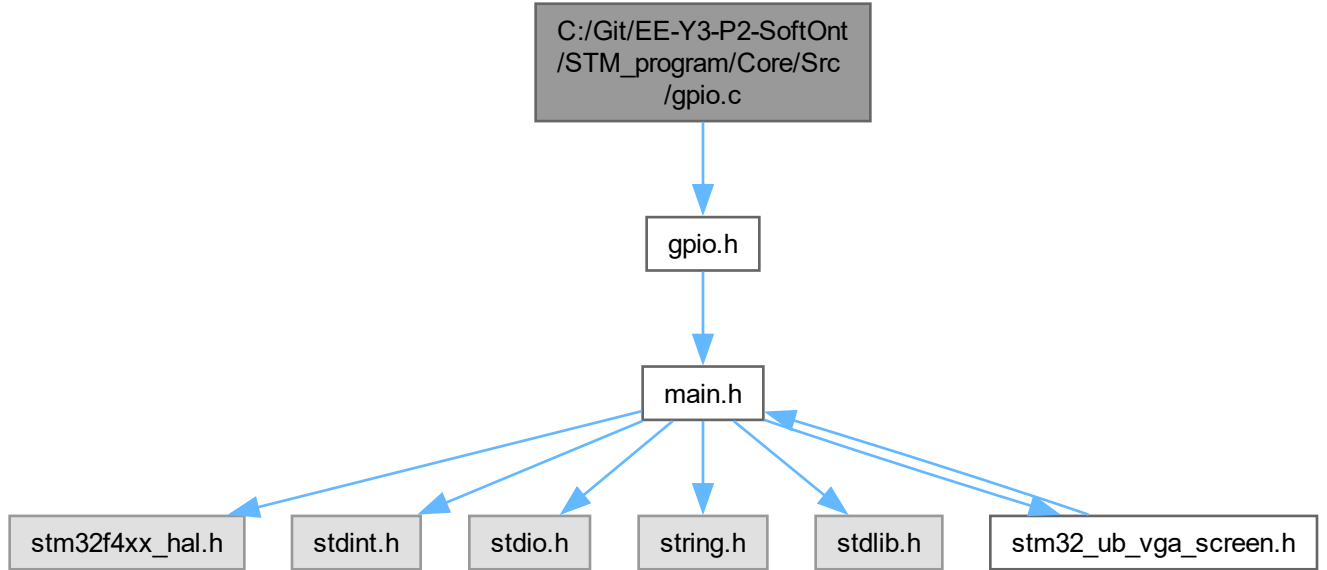 C:/Git/EE-Y3-P2-SoftOnt
/STM_program/Core/Src
/gpio.c
gpio.h
main.h
stm32f4xx_hal.h
stdint.h
stdio.h
string.h
stdlib.h
stm32_ub_vga_screen.h